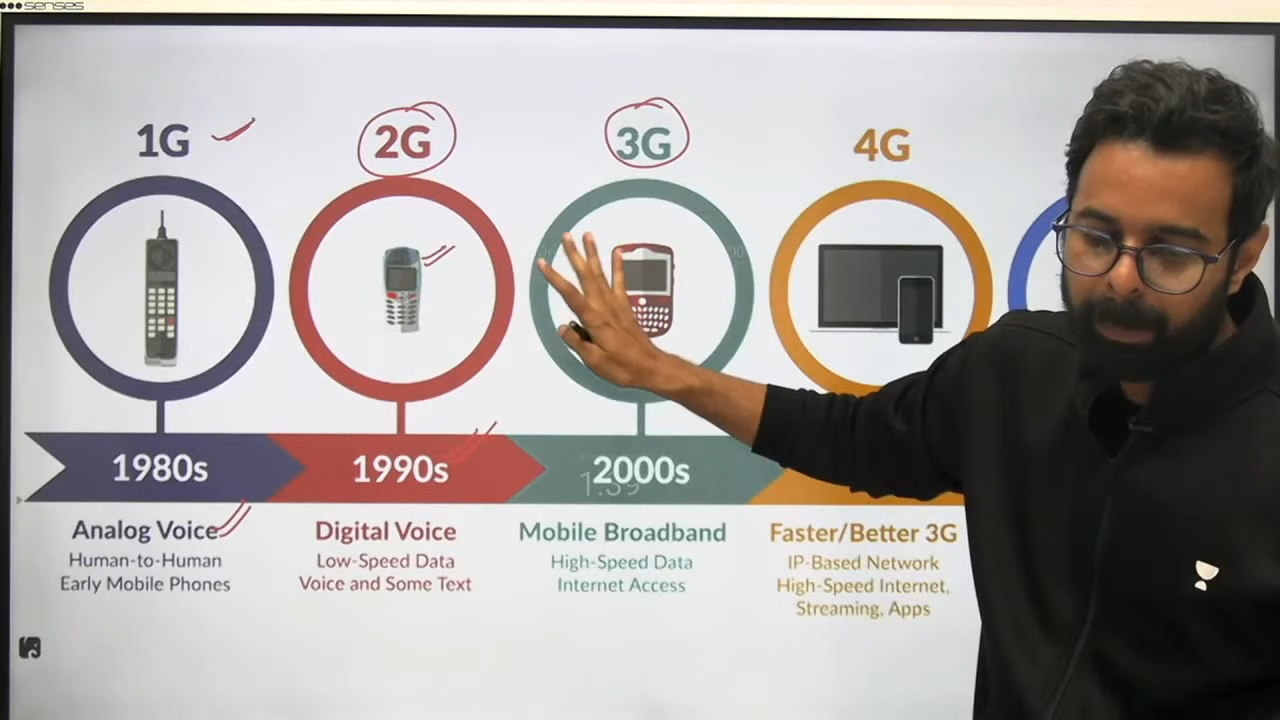 senses
1G
2G
3G
4G
1980s
1990s
2000s
1:39
Analog Voice
Human-to-Human
Early Mobile Phones
Digital Voice
Low-Speed Data
Voice and Some Text
Mobile Broadband
High-Speed Data
Internet Access
Faster/Better 3G
IP-Based Network
High-Speed Internet,
Streaming, Apps